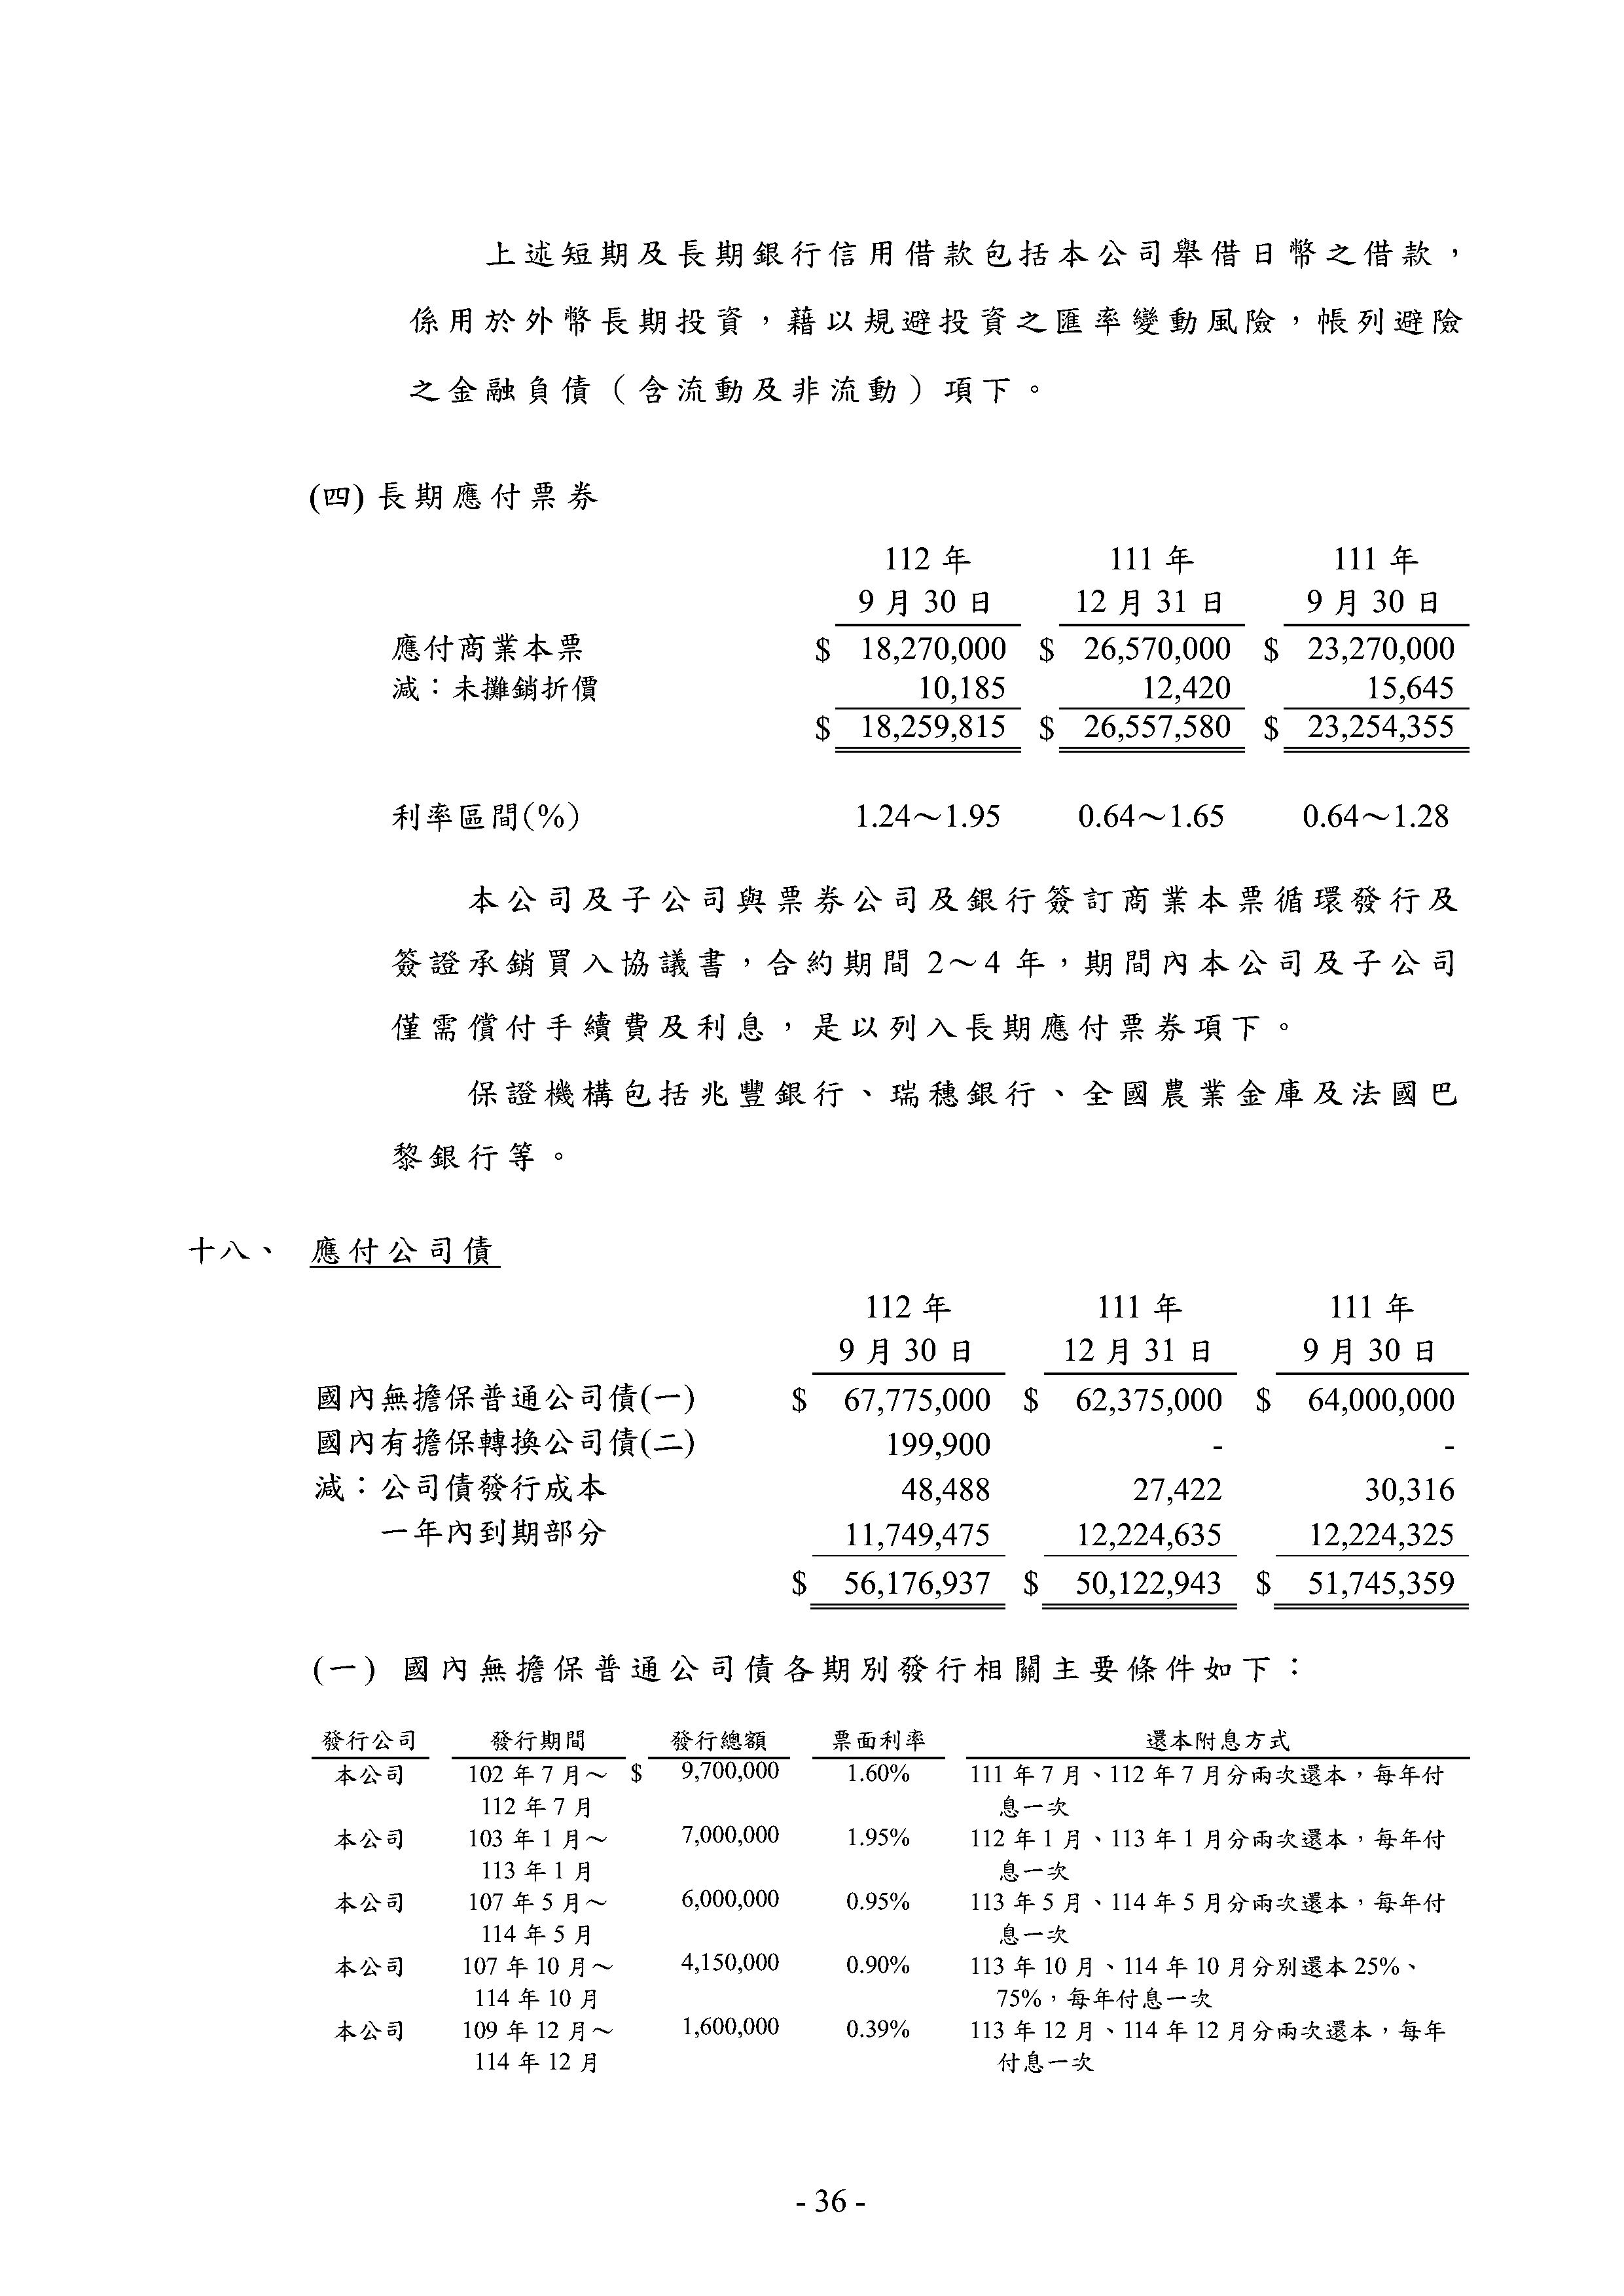 上述短期及長期銀行信用借款包括本公司舉借日幣之借款，
係用於外幣長期投資，藉以規避投資之匯率變動風險，帳列避險
之金融負債（含流動及非流動）項下。
(四) 長期應付票券
112 年 111 年 111 年
9 月 30 日 12 月 31 日 9 月 30 日
應付商業本票 $ 18,270,000 $ 26,570,000 $ 23,270,000
減：未攤銷折價 10,185 12,420 15,645
$ 18,259,815 $ 26,557,580 $ 23,254,355
利率區間(%) 1.24～1.95 0.64～1.65 0.64～1.28
本公司及子公司與票券公司及銀行簽訂商業本票循環發行及
簽證承銷買入協議書，合約期間 2～4 年，期間內本公司及子公司
僅需償付手續費及利息，是以列入長期應付票券項下。
保證機構包括兆豐銀行、瑞穗銀行、全國農業金庫及法國巴
黎銀行等。
十八、 應付公司債
112 年 111 年 111 年
9 月 30 日 12 月 31 日 9 月 30 日
國內無擔保普通公司債(一) $ 67,775,000 $ 62,375,000 $ 64,000,000
國內有擔保轉換公司債(二) 199,900 - -
減：公司債發行成本 48,488 27,422 30,316
一年內到期部分 11,749,475 12,224,635 12,224,325
$ 56,176,937 $ 50,122,943 $ 51,745,359
(一) 國內無擔保普通公司債各期別發行相關主要條件如下：
發行公司 發行期間 發行總額 票面利率 還本附息方式
本公司 102 年 7 月～ $ 9,700,000 1.60% 111 年 7 月、112 年 7 月分兩次還本，每年付
112 年 7 月 息一次
本公司 103 年 1 月～ 7,000,000 1.95% 112 年 1 月、113 年 1 月分兩次還本，每年付
113 年 1 月 息一次
本公司 107 年 5 月～ 6,000,000 0.95% 113 年 5 月、114 年 5 月分兩次還本，每年付
114 年 5 月 息一次
本公司 107 年 10 月～ 4,150,000 0.90% 113 年 10 月、114 年 10 月分別還本 25%、
114 年 10 月 75%，每年付息一次
本公司 109 年 12 月～ 1,600,000 0.39% 113 年 12 月、114 年 12 月分兩次還本，每年
114 年 12 月 付息一次
- 36 -